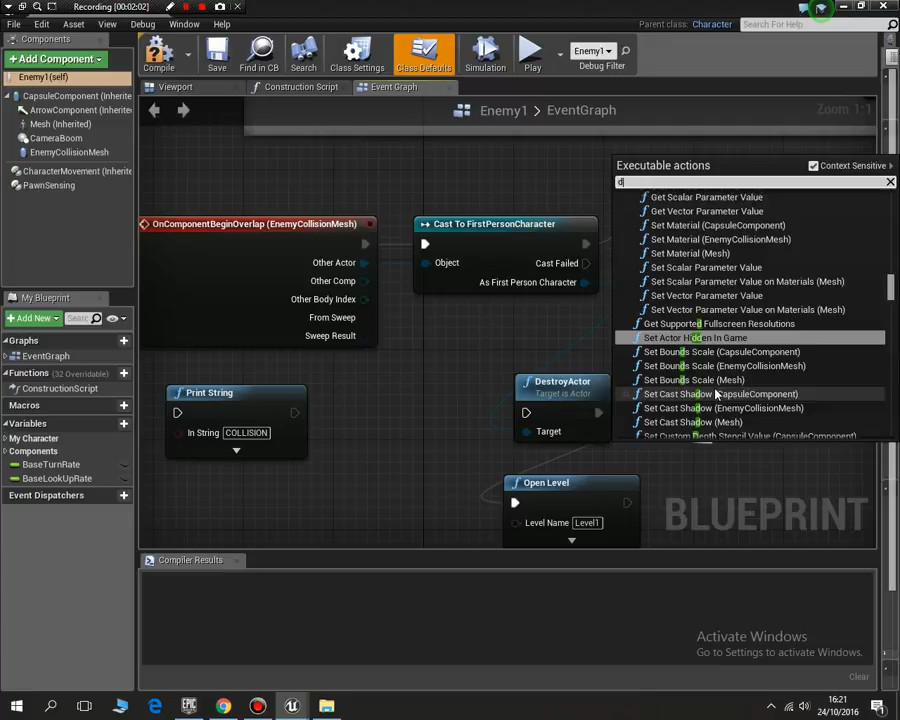 Recording [00:02:02]
File Edit Asset View Debug Window Help
Parent class: Character
Search For Help
Components
+ Add Component
Enemy1(self)
CapsuleComponent (Inherite
ArrowComponent (Inherite
Mesh (Inherited)
CameraBoom
EnemyCollisionMesh
CharacterMovement (Inherite
PawnSensing
Compile
Save
Find in CB
Search
Class Settings
Class Defaults
Simulation
Play
Enemy1
Debug Filter
Viewport
Construction Script
Event Graph
Enemy1 > EventGraph
Zoom 1:1
OnComponentBeginOverlap (EnemyCollisionMesh)
Other Actor
Other Comp
Other Body Index
From Sweep
Sweep Result
Cast To FirstPersonCharacter
Object
Cast Failed
As First Person Character
Print String
In String COLLISION
DestroyActor
Target is Actor
Target
Open Level
Level Name Level1
BLUEPRINT
Executable actions
Context Sensitive
d
Get Scalar Parameter Value
Get Vector Parameter Value
Set Material (CapsuleComponent)
Set Material (EnemyCollisionMesh)
Set Material (Mesh)
Set Scalar Parameter Value
Set Scalar Parameter Value on Materials (Mesh)
Set Vector Parameter Value
Set Vector Parameter Value on Materials (Mesh)
Get Supported Fullscreen Resolutions
Set Actor Hidden In Game
Set Bounds Scale (CapsuleComponent)
Set Bounds Scale (EnemyCollisionMesh)
Set Bounds Scale (Mesh)
Set Cast Shadow (CapsuleComponent)
Set Cast Shadow (EnemyCollisionMesh)
Set Cast Shadow (Mesh)
Set Custom Depth Stencil Value (CapsuleComponent)
My Blueprint
+ Add New
Search
Graphs
EventGraph
Functions (32 Overridable)
ConstructionScript
Macros
Variables
My Character
Components
BaseTurnRate
BaseLookUpRate
Event Dispatchers
Compiler Results
Activate Windows
Go to Settings to activate Windows.
Clear
EPIC
16:21
24/10/2016